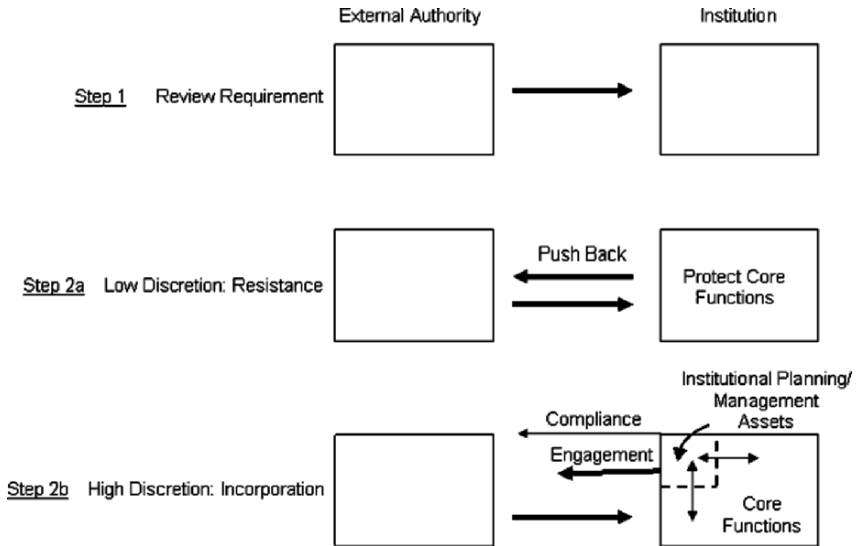 External Authority
Institution
Step 1 Review Requirement
Step 2a Low Discretion: Resistance
Push Back
Protect Core
Functions
Institutional Planning/
Management
Assets
Compliance
Engagement
Step 2b High Discretion: Incorporation
Core
Functions